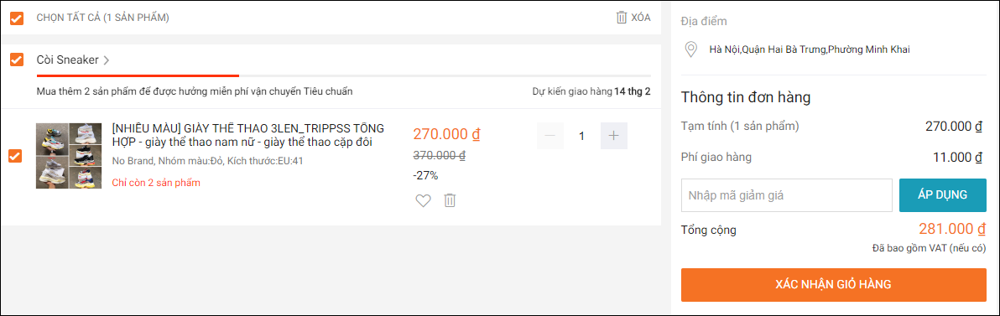 CHỌN TẤT CẢ (1 SẢN PHẨM)
XÓA
Còi Sneaker
Mua thêm 2 sản phẩm để được hưởng miễn phí vận chuyển Tiêu chuẩn
Dự kiến giao hàng 14 thg 2
[NHIỀU MÀU] GIÀY THỂ THAO 3LEN_TRIPPSS TỔNG
HỢP - giày thể thao nam nữ - giày thể thao cặp đôi
No Brand, Nhóm màu:Đỏ, Kích thước:EU:41
Chỉ còn 2 sản phẩm
270.000 ₫
370.000 ₫
-27%
1
Địa điểm
Hà Nội,Quận Hai Bà Trưng,Phường Minh Khai
Thông tin đơn hàng
Tạm tính (1 sản phẩm) 270.000 ₫
Phí giao hàng 11.000 ₫
Nhập mã giảm giá
ÁP DỤNG
Tổng cộng 281.000 ₫
Đã bao gồm VAT (nếu có)
XÁC NHẬN GIỎ HÀNG